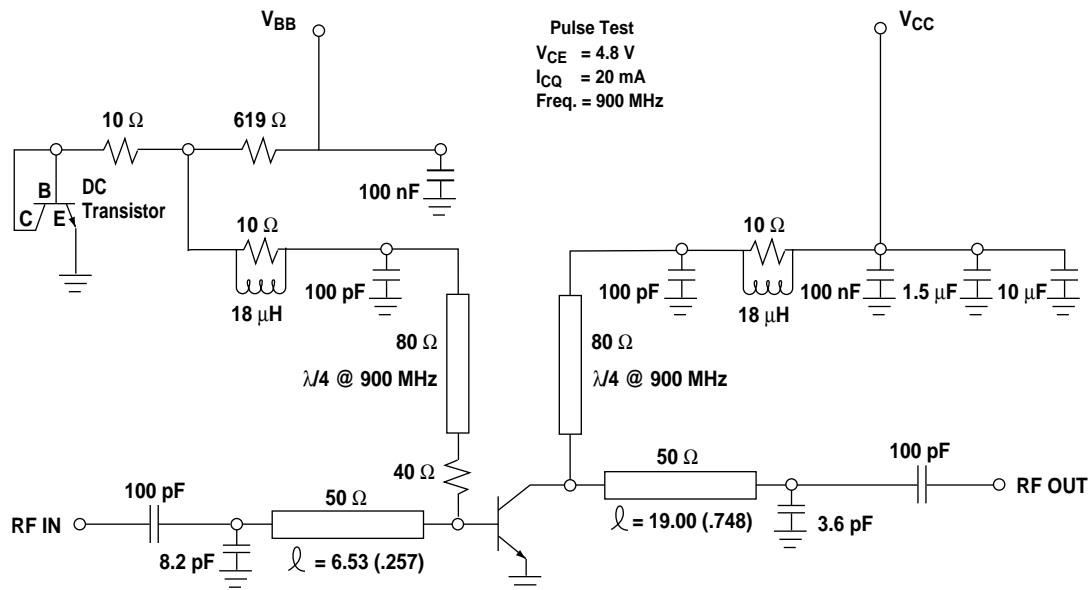 V_BB
Pulse Test
V_CE = 4.8 V
I_CQ = 20 mA
Freq. = 900 MHz
V_CC
10 Ω
619 Ω
100 nF
B
C
E
DC
Transistor
10 Ω
18 μH
100 pF
80 Ω
λ/4 @ 900 MHz
40 Ω
100 pF
10 Ω
18 μH
100 nF
1.5 μF
10 μF
80 Ω
λ/4 @ 900 MHz
RF IN
100 pF
8.2 pF
50 Ω
ℓ = 6.53 (.257)
50 Ω
ℓ = 19.00 (.748)
3.6 pF
100 pF
RF OUT